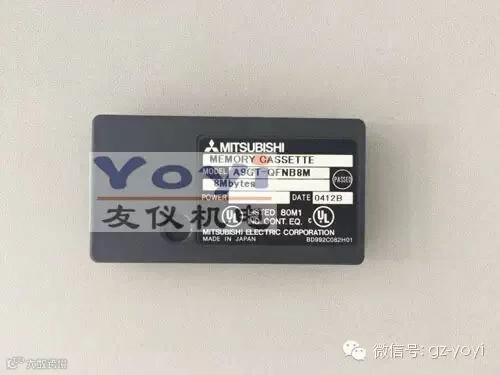 MITSUBISHI
MEMORY CASSETTE
MODEL A9GT-QFNB8M
8Mbytes
PASSED
POWER DATE 0412B
LISTED 80M1
IND. CONT. EQ.
MITSUBISHI ELECTRIC CORPORATION
MADE IN JAPAN BD992C082H01
Yoyi
友仪机电
微信号: gz-yoyi